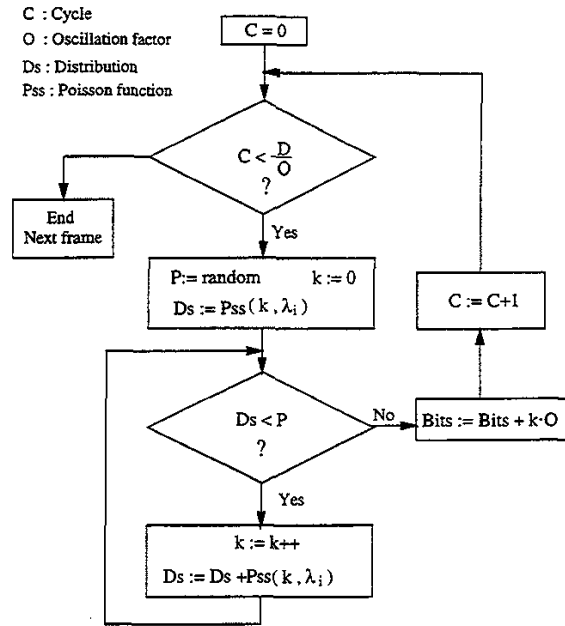 C : Cycle
O : Oscillation factor
Ds : Distribution
Pss : Poisson function
C = 0
C < D/O
?
End
Next frame
Yes
P:= random k := 0
Ds := Pss(k , λi)
C := C+1
Ds < P
?
No
Bits := Bits + k·O
Yes
k := k++
Ds := Ds +Pss(k , λi)